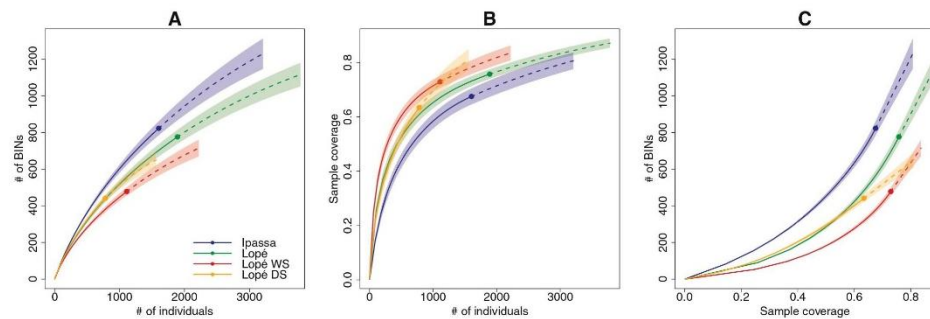 A
# of BINs
0 200 400 600 800 1000 1200
0 1000 2000 3000
# of individuals
Ipassa
Lopé
Lopé WS
Lopé DS
B
Sample coverage
0.0 0.2 0.4 0.6 0.8
0 1000 2000 3000
# of individuals
C
# of BINs
0 200 400 600 800 1000 1200
0.0 0.2 0.4 0.6 0.8
Sample coverage